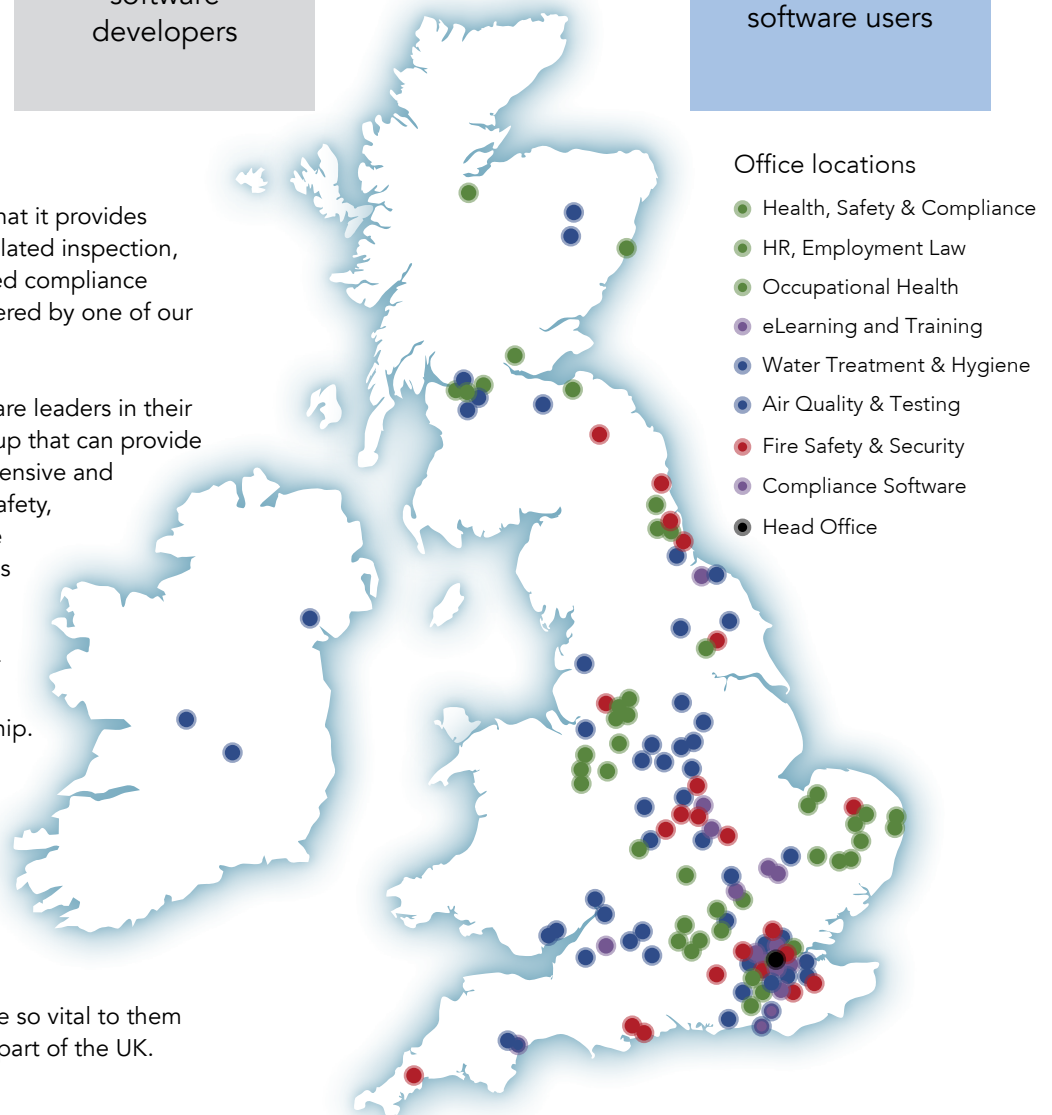 software
developers
software users
hat it provides
lated inspection,
ed compliance
ered by one of our
are leaders in their
up that can provide
ensive and
afety,
e
s
hip.
e so vital to them
part of the UK.
Office locations
Health, Safety & Compliance
HR, Employment Law
Occupational Health
eLearning and Training
Water Treatment & Hygiene
Air Quality & Testing
Fire Safety & Security
Compliance Software
Head Office